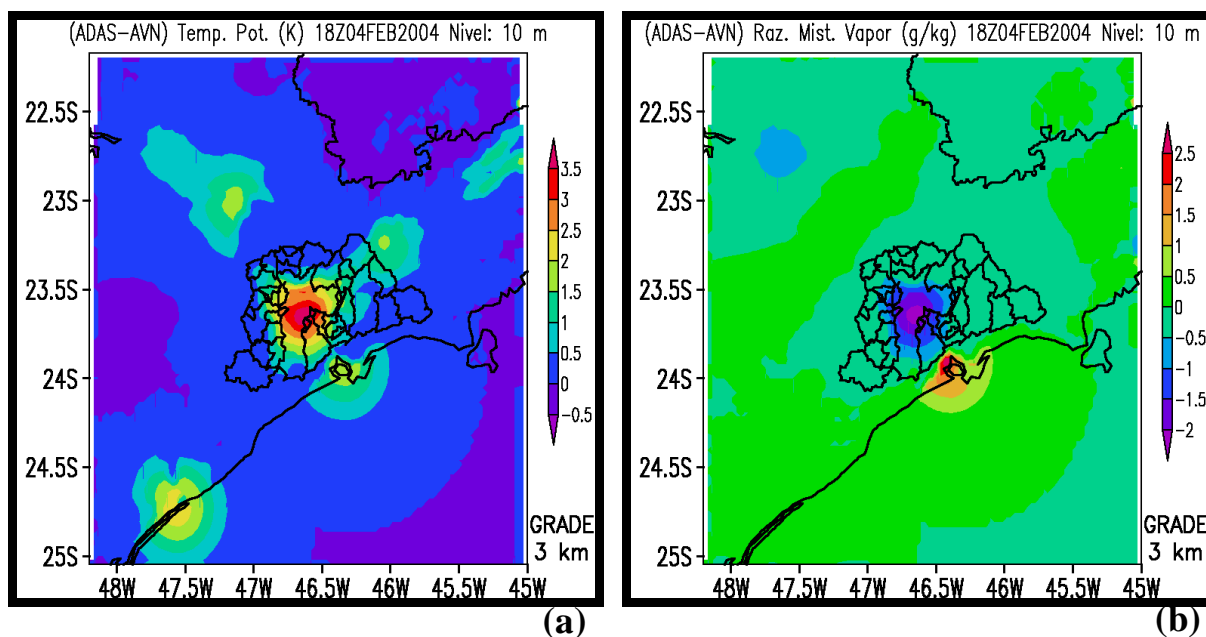 (ADAS-AVN) Temp. Pot. (K) 18Z04FEB2004 Nivel: 10 m
22.5S
23S
23.5S
24S
24.5S
25S
48W 47.5W 47W 46.5W 46W 45.5W 45W
3.5
3
2.5
2
1.5
1
0.5
0
-0.5
GRADE
3 km
(a)
(ADAS-AVN) Raz. Mist. Vapor (g/kg) 18Z04FEB2004 Nivel: 10 m
22.5S
23S
23.5S
24S
24.5S
25S
48W 47.5W 47W 46.5W 46W 45.5W 45W
2.5
2
1.5
1
0.5
0
-0.5
-1
-1.5
-2
GRADE
3 km
(b)